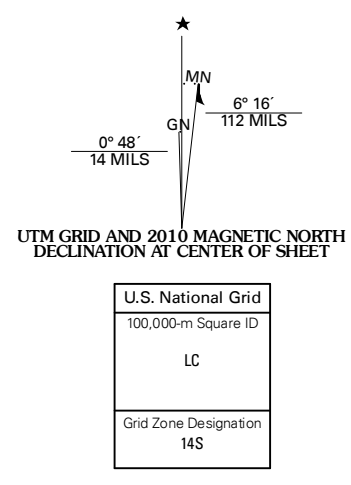 MN
GN
6° 16´
112 MILS
0° 48´
14 MILS
UTM GRID AND 2010 MAGNETIC NORTH
DECLINATION AT CENTER OF SHEET
U.S. National Grid
100,000-m Square ID
LC
Grid Zone Designation
14S